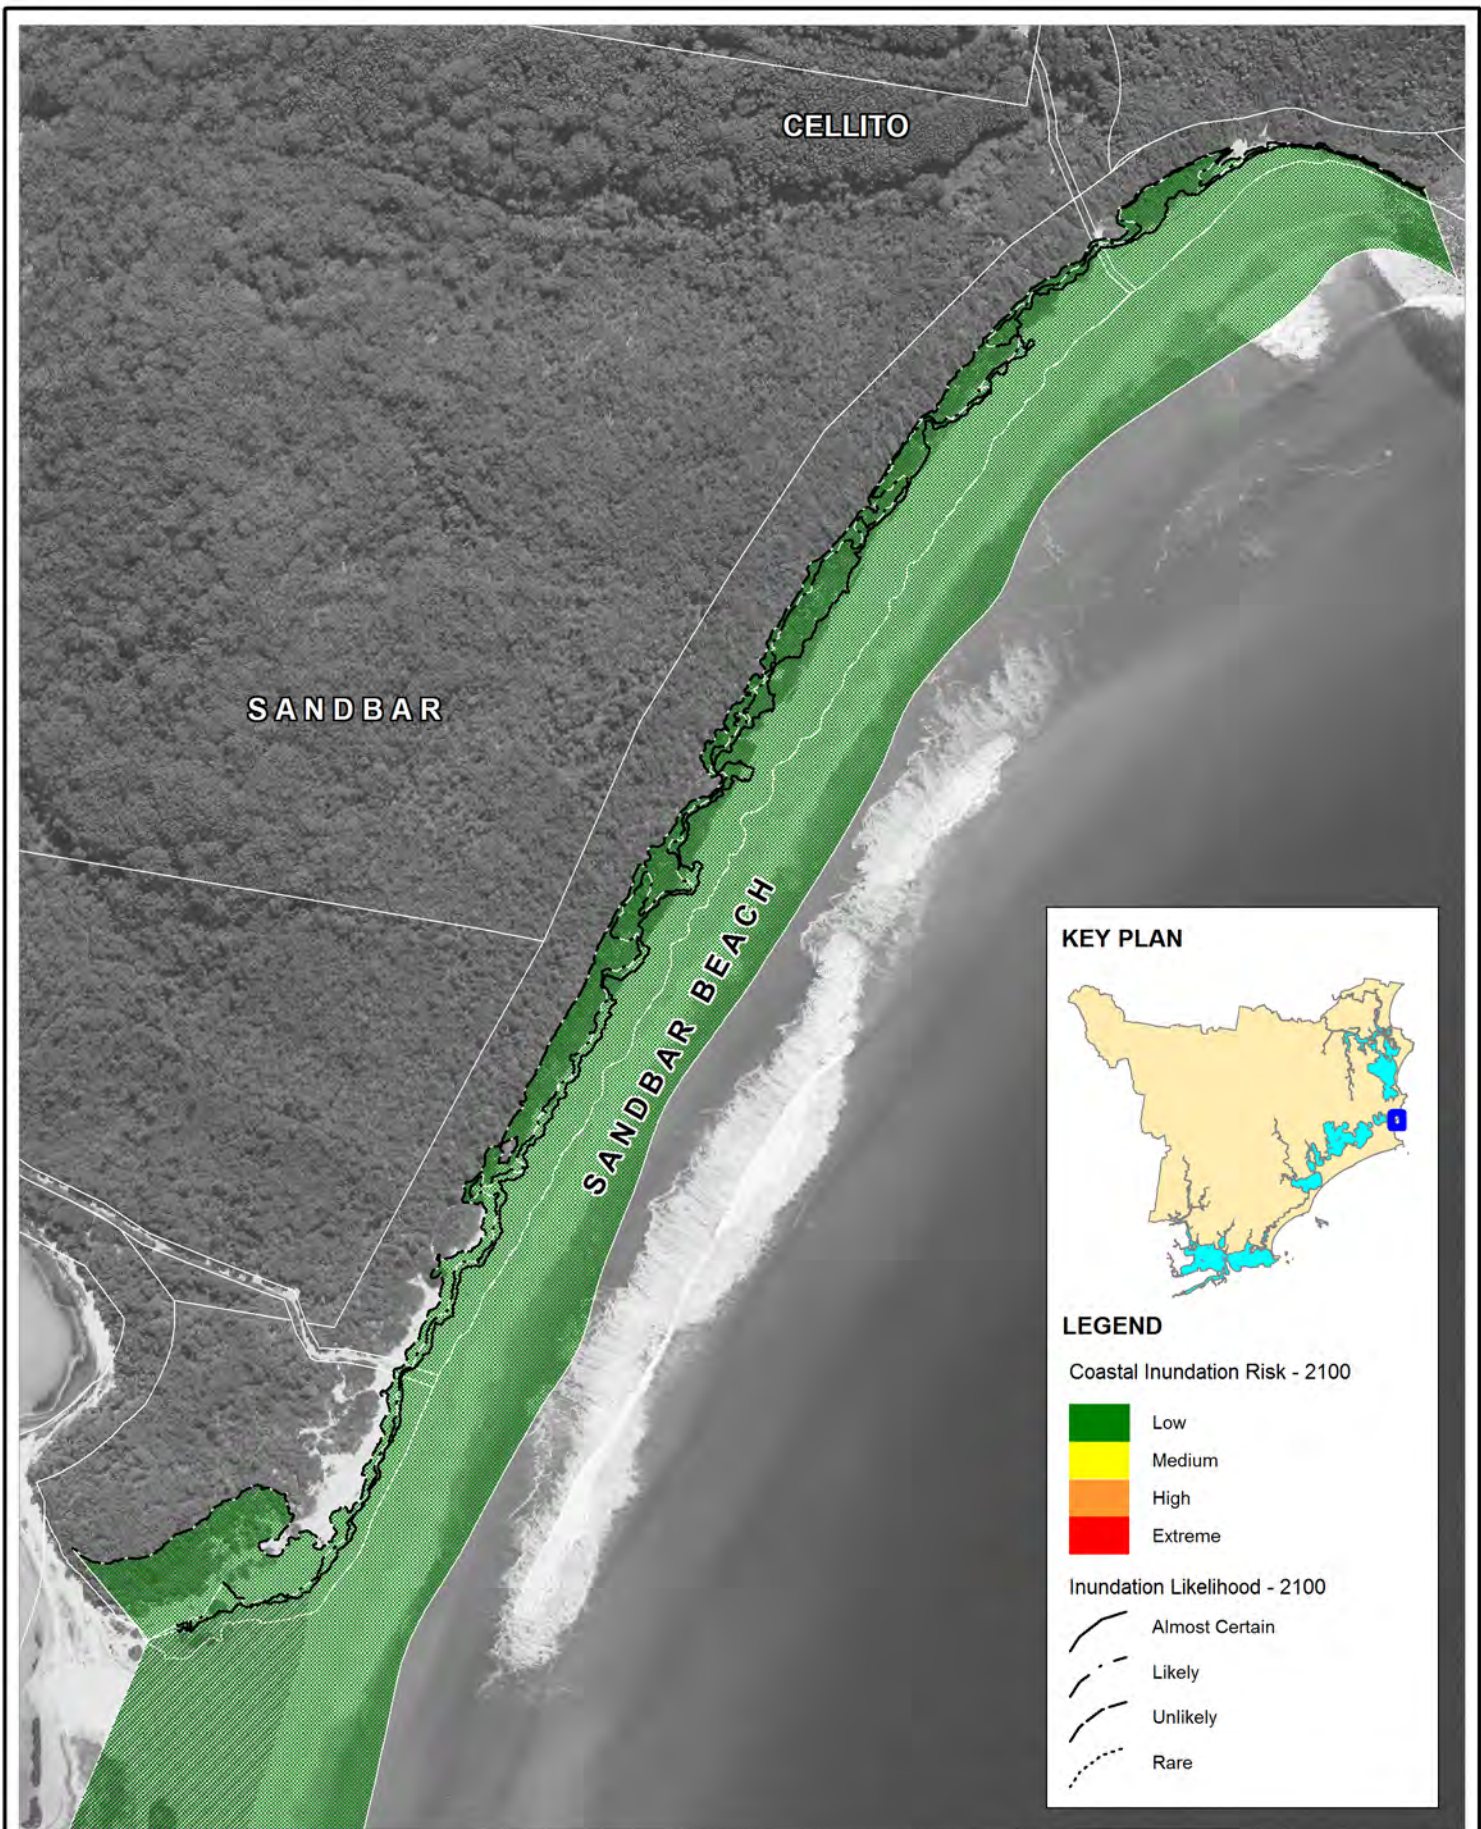 CELLITO
SANDBAR
SANDBAR BEACH
KEY PLAN
LEGEND
Coastal Inundation Risk - 2100
Low
Medium
High
Extreme
Inundation Likelihood - 2100
Almost Certain
Likely
Unlikely
Rare